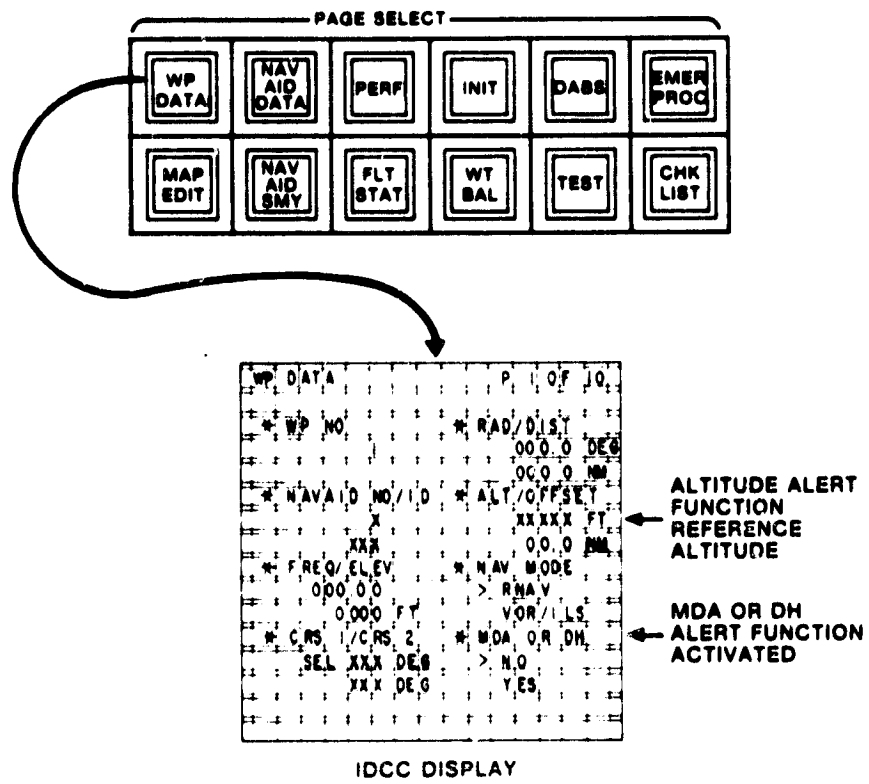 PAGE SELECT
WP DATA
NAV AID DATA
PERF
INIT
DABS
EMER PROC
MAP EDIT
NAV AID SMY
FLT STAT
WT BAL
TEST
CHK LIST
WP DATA P 1 OF 10
* WP NO * RAD/DIST
1 000.0 DEG
000.0 NM
* NAVAID NO/ID * ALT/OFFSET
X XXXXX FT
XXX 00.0 NM
* FREQ/ELEV * NAV MODE
000.00 > RNAV
0000 FT VOR/ILS
* CRS 1/CRS 2 * MDA OR DH
SEL XXX DEG > NO
XXX DEG YES
ALTITUDE ALERT
FUNCTION
REFERENCE
ALTITUDE
MDA OR DH
ALERT FUNCTION
ACTIVATED
IDCC DISPLAY